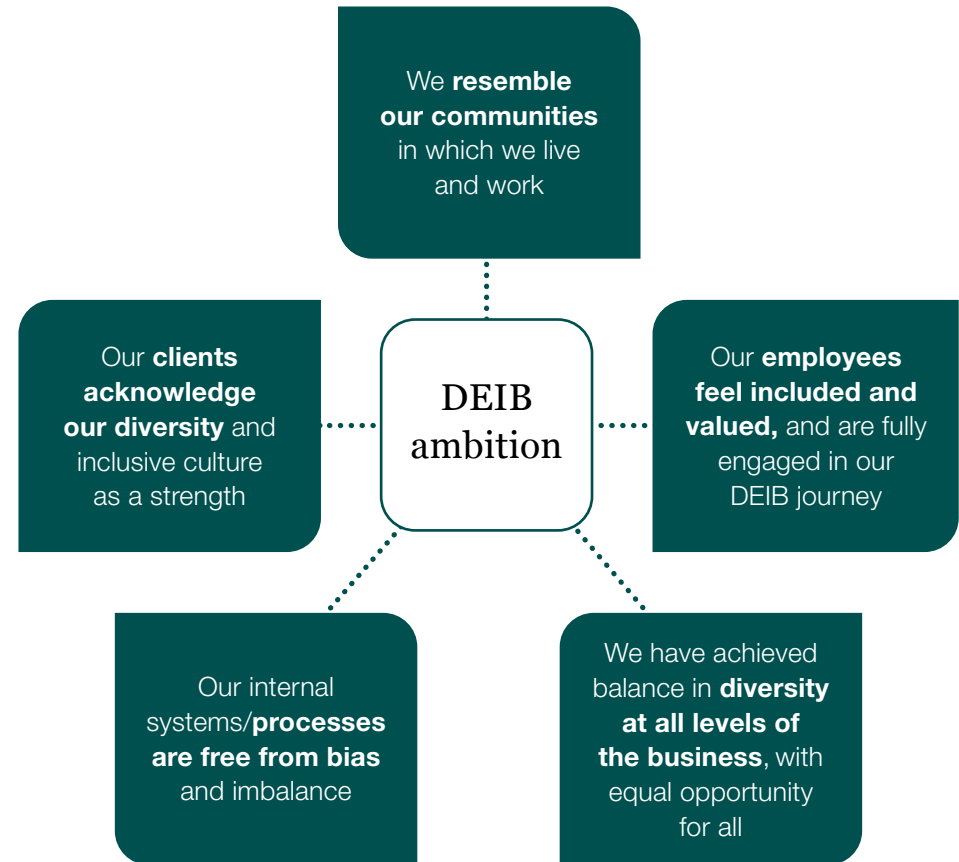 We resemble
our communities
in which we live
and work
Our clients
acknowledge
our diversity and
inclusive culture
as a strength
DEIB
ambition
Our employees
feel included and
valued, and are fully
engaged in our
DEIB journey
Our internal
systems/processes
are free from bias
and imbalance
We have achieved
balance in diversity
at all levels of
the business, with
equal opportunity
for all